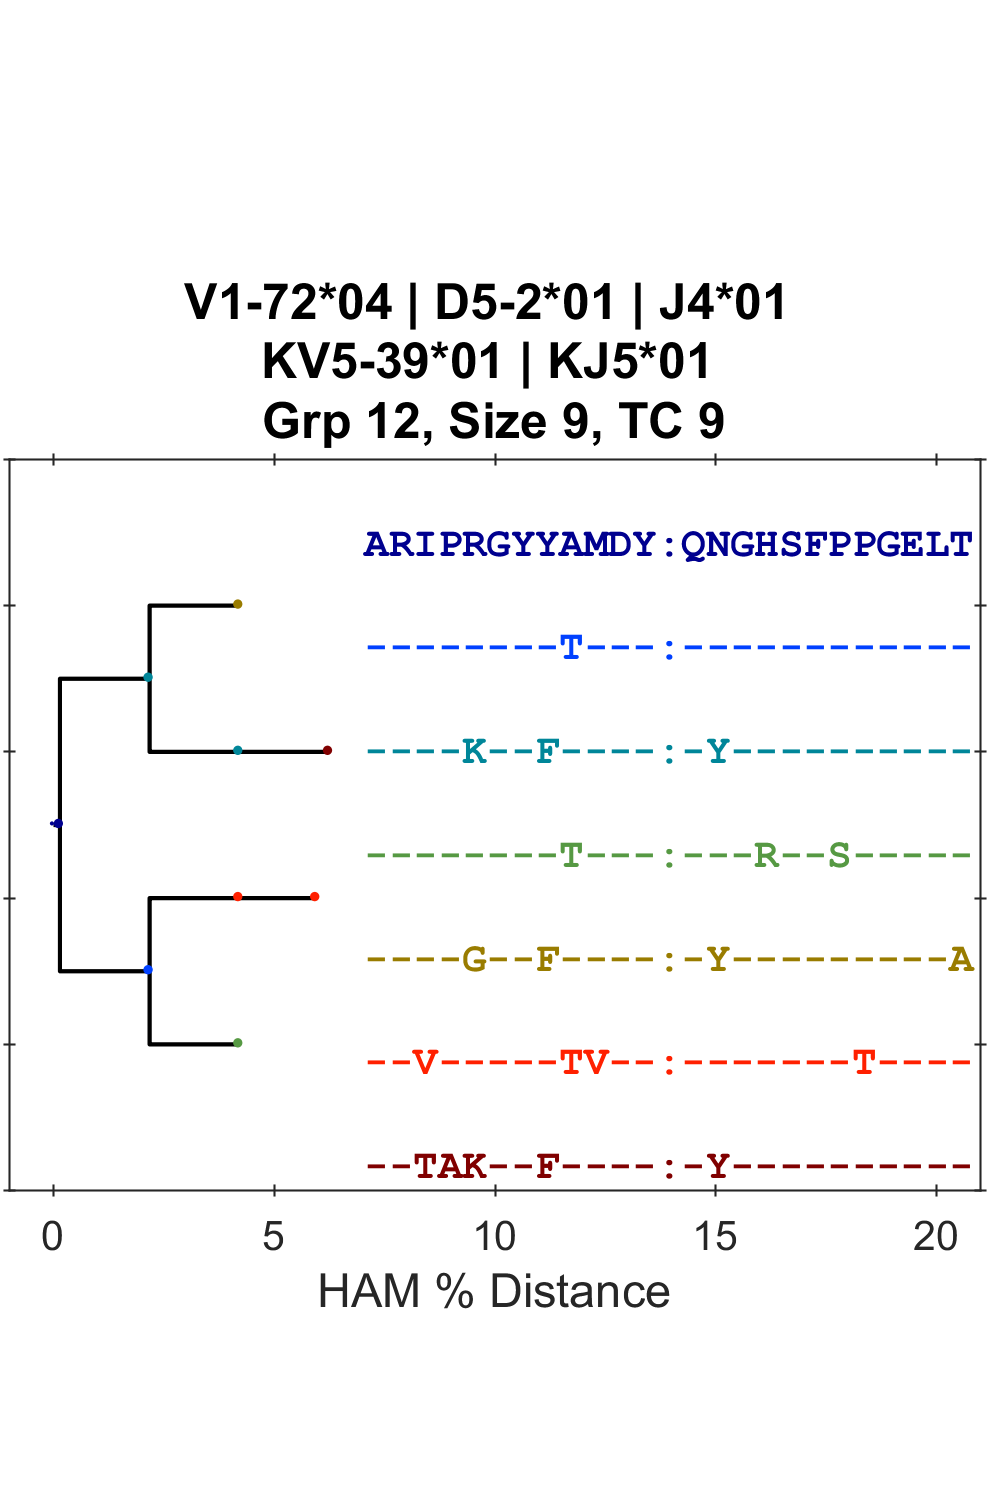 V1-72*04 | D5-2*01 | J4*01
KV5-39*01 | KJ5*01
Grp 12, Size 9, TC 9
ARIPRGYYAMDY:QNGHSFPPGELT
--------T---:------------
----K--F----:-Y----------
--------T---:---R--S-----
----G--F----:-Y---------A
--V-----TV--:-------T----
--TAK--F----:-Y----------
0 5 10 15 20
HAM % Distance